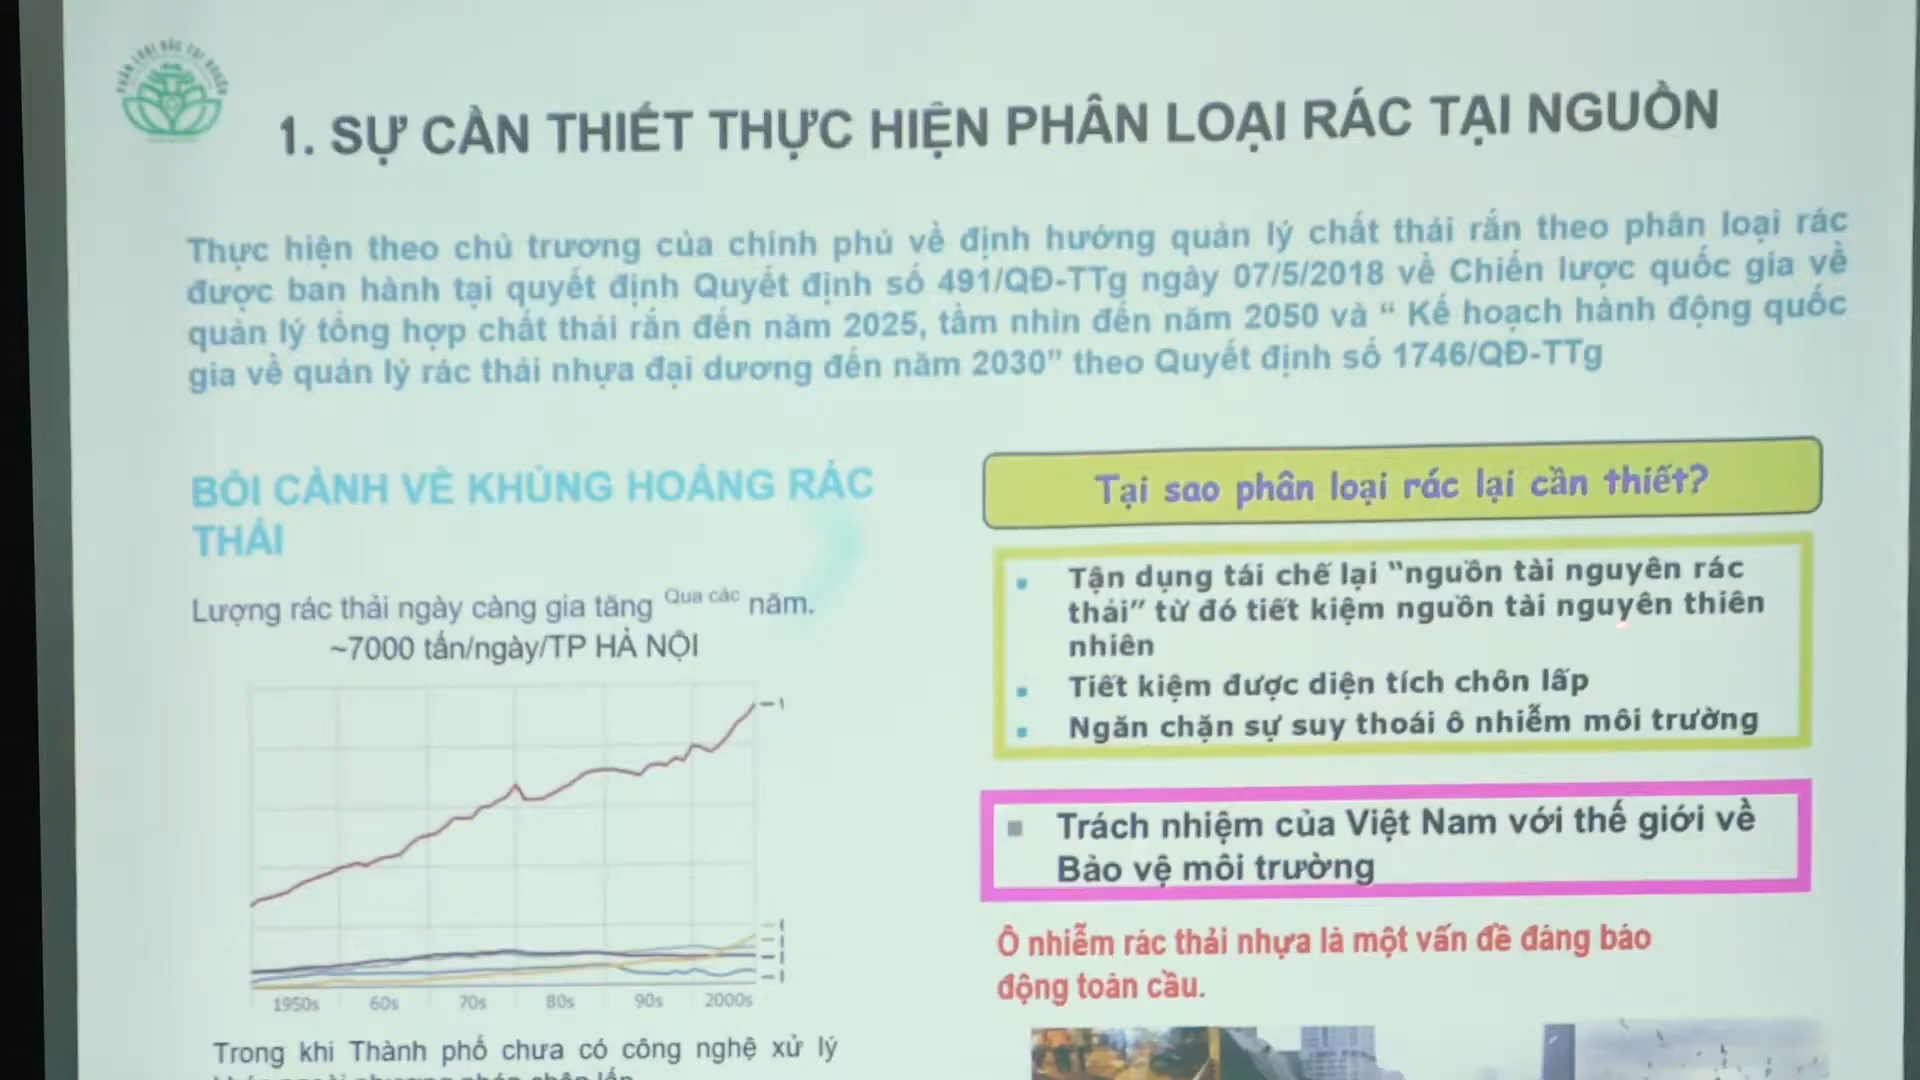 PHÂN LOẠI RÁC TẠI NGUỒN
1. SỰ CẦN THIẾT THỰC HIỆN PHÂN LOẠI RÁC TẠI NGUỒN
Thực hiện theo chủ trương của chính phủ về định hướng quản lý chất thải rắn theo phân loại rác
được ban hành tại quyết định Quyết định số 491/QĐ-TTg ngày 07/5/2018 về Chiến lược quốc gia về
quản lý tổng hợp chất thải rắn đến năm 2025, tầm nhìn đến năm 2050 và “ Kế hoạch hành động quốc
gia về quản lý rác thải nhựa đại dương đến năm 2030” theo Quyết định số 1746/QĐ-TTg
BỐI CẢNH VỀ KHỦNG HOẢNG RÁC
THẢI
Lượng rác thải ngày càng gia tăng Qua các năm.
~7000 tấn/ngày/TP HÀ NỘI
1950s 60s 70s 80s 90s 2000s
Trong khi Thành phố chưa có công nghệ xử lý
Tại sao phân loại rác lại cần thiết?
▪ Tận dụng tái chế lại “nguồn tài nguyên rác
thải” từ đó tiết kiệm nguồn tài nguyên thiên
nhiên
▪ Tiết kiệm được diện tích chôn lấp
▪ Ngăn chặn sự suy thoái ô nhiễm môi trường
▪ Trách nhiệm của Việt Nam với thế giới về
Bảo vệ môi trường
Ô nhiễm rác thải nhựa là một vấn đề đáng báo
động toàn cầu.